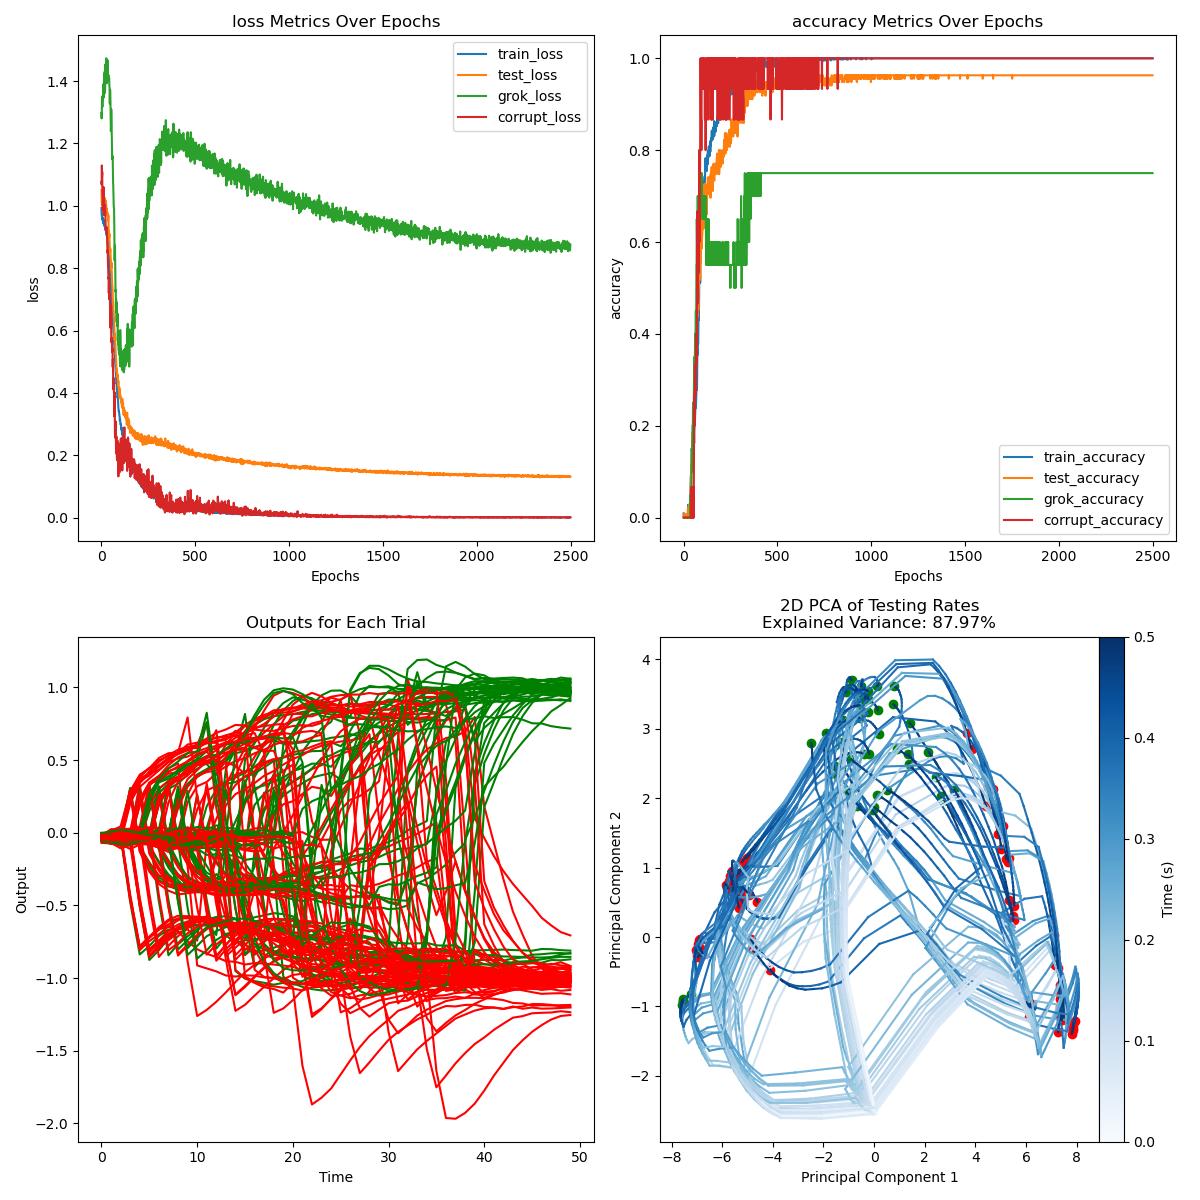 loss Metrics Over Epochs
loss
1.4
1.2
1.0
0.8
0.6
0.4
0.2
0.0
train_loss
test_loss
grok_loss
corrupt_loss
0 500 1000 1500 2000 2500
Epochs
accuracy Metrics Over Epochs
accuracy
1.0
0.8
0.6
0.4
0.2
0.0
train_accuracy
test_accuracy
grok_accuracy
corrupt_accuracy
0 500 1000 1500 2000 2500
Epochs
Outputs for Each Trial
Output
1.0
0.5
0.0
−0.5
−1.0
−1.5
−2.0
0 10 20 30 40 50
Time
2D PCA of Testing Rates
Explained Variance: 87.97%
Principal Component 2
4
3
2
1
0
−1
−2
−8 −6 −4 −2 0 2 4 6 8
Principal Component 1
0.5
0.4
0.3
0.2
0.1
0.0
Time (s)